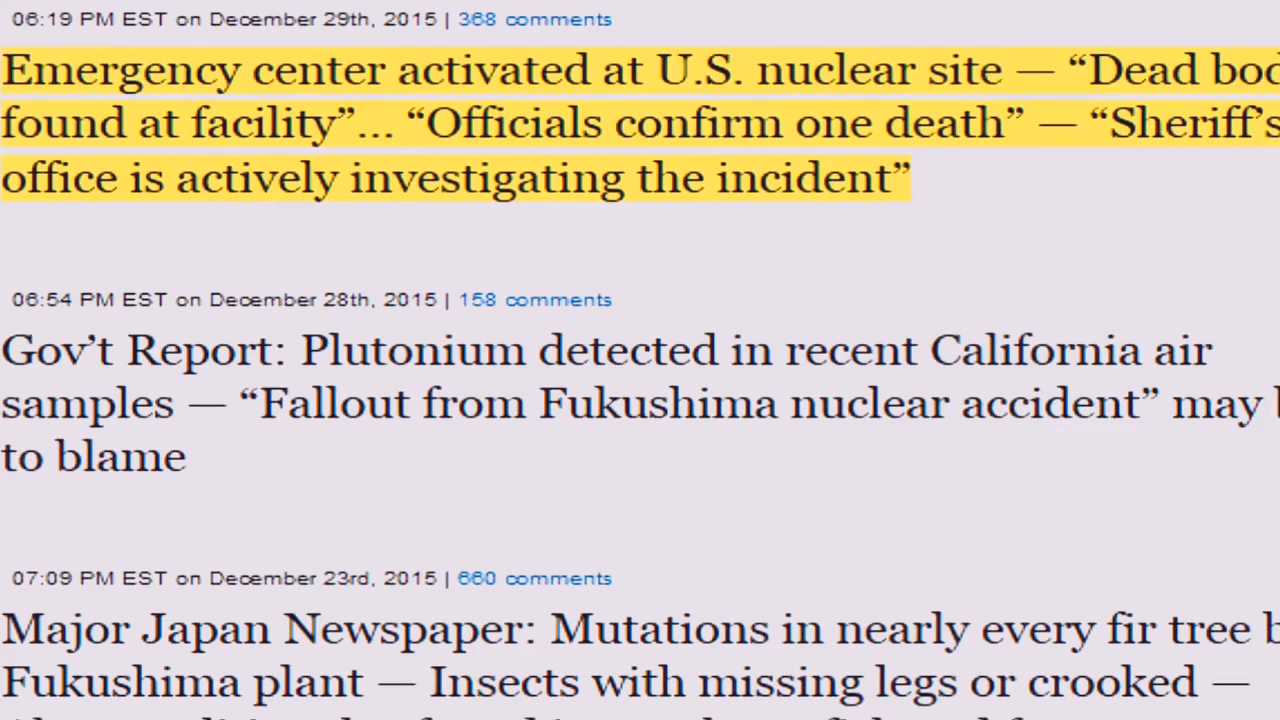 06:19 PM EST on December 29th, 2015 | 368 comments
Emergency center activated at U.S. nuclear site — “Dead
found at facility”... “Officials confirm one death” — “Sheriff’s
office is actively investigating the incident”
06:54 PM EST on December 28th, 2015 | 158 comments
Gov’t Report: Plutonium detected in recent California air
samples — “Fallout from Fukushima nuclear accident” may
to blame
07:09 PM EST on December 23rd, 2015 | 660 comments
Major Japan Newspaper: Mutations in nearly every fir tree
Fukushima plant — Insects with missing legs or crooked —